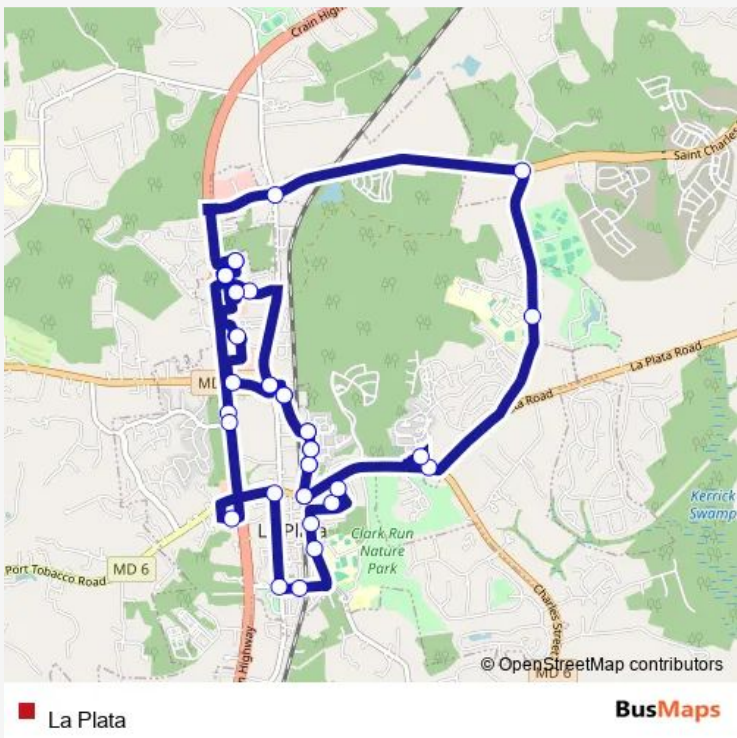 Crain High
Saint Charles
MD
La Plata Road
a Road
Kerrick
Swamp
La Plata
Clark Run
Nature
Park
MD 6
Port Tobacco Road
Charles Street
n Highway
MD 6
© OpenStreetMap contributors
La Plata
BusMaps